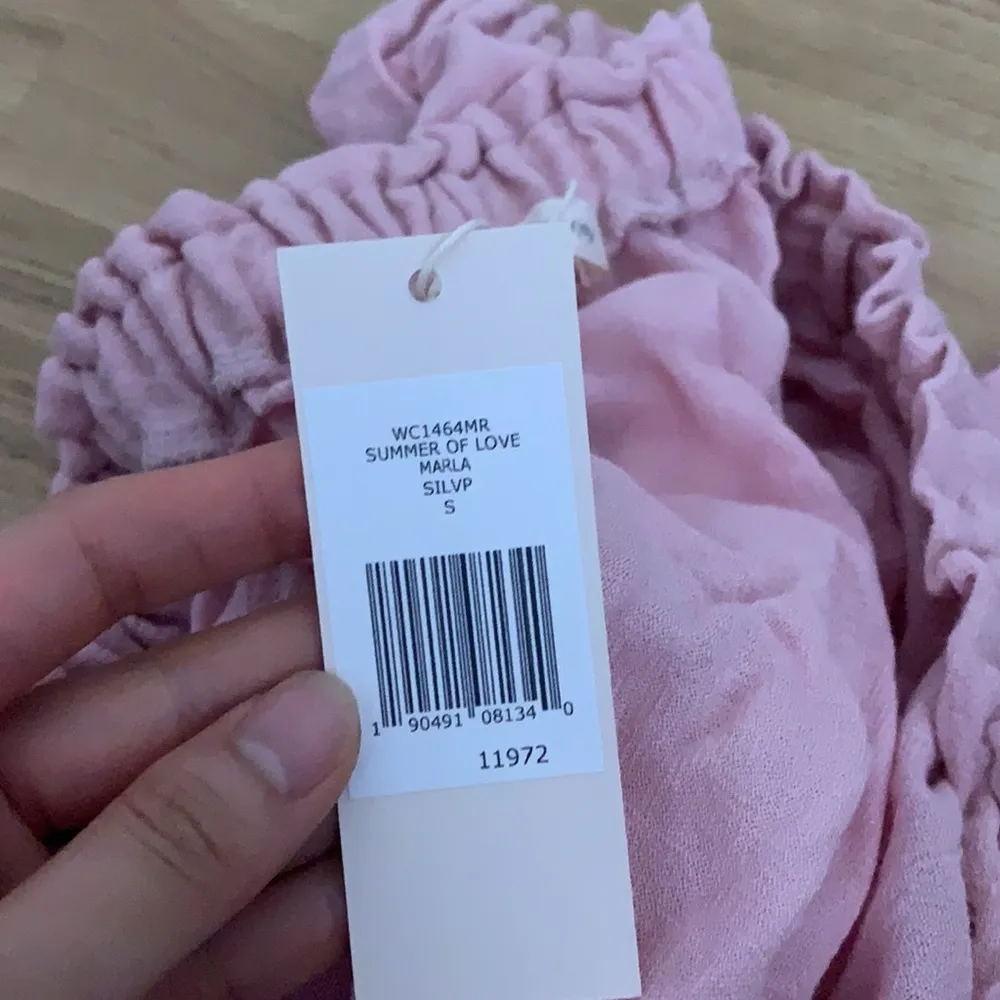 WC1464MR
SUMMER OF LOVE
MARLA
SILVP
S
1 90491 08134 0
11972